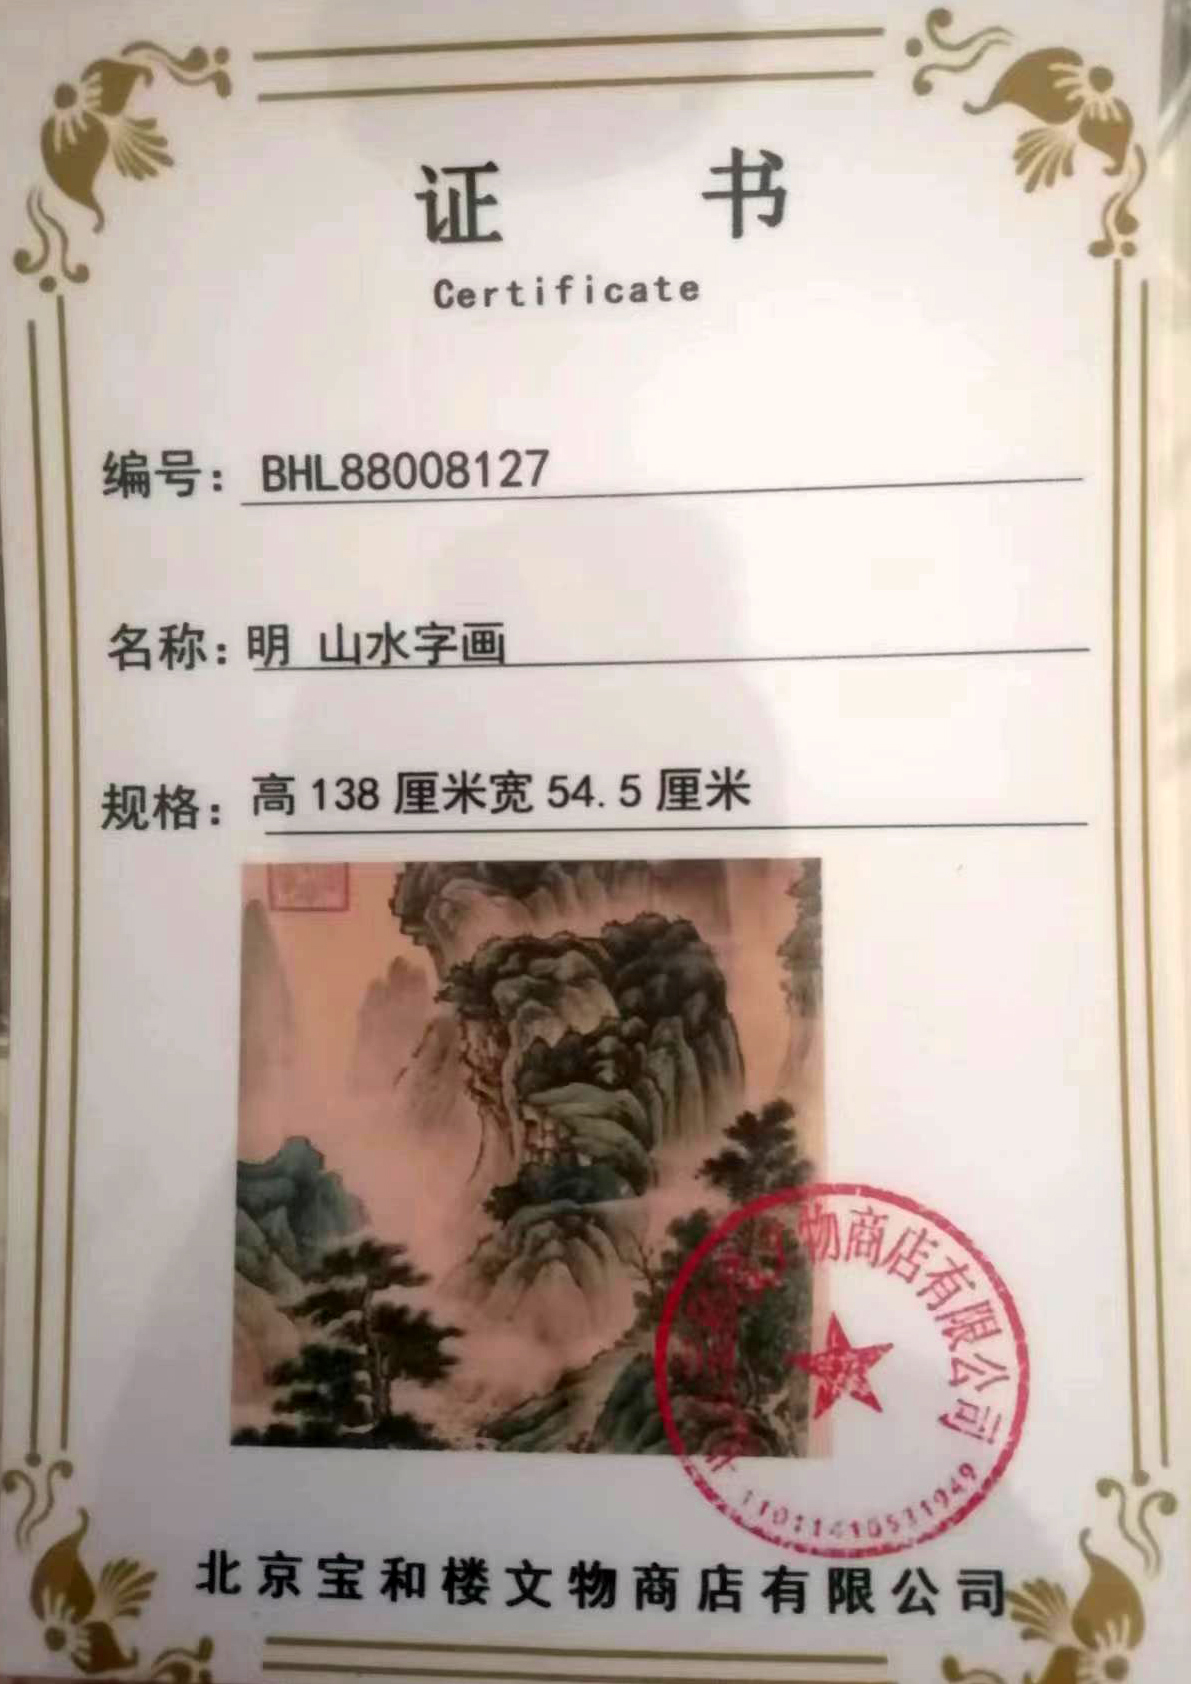 证 书
Certificate
编号：BHL88008127
名称：明 山水字画
规格：高 138 厘米宽 54.5 厘米
物商店有限公司
北京宝和楼文物商店有限公司